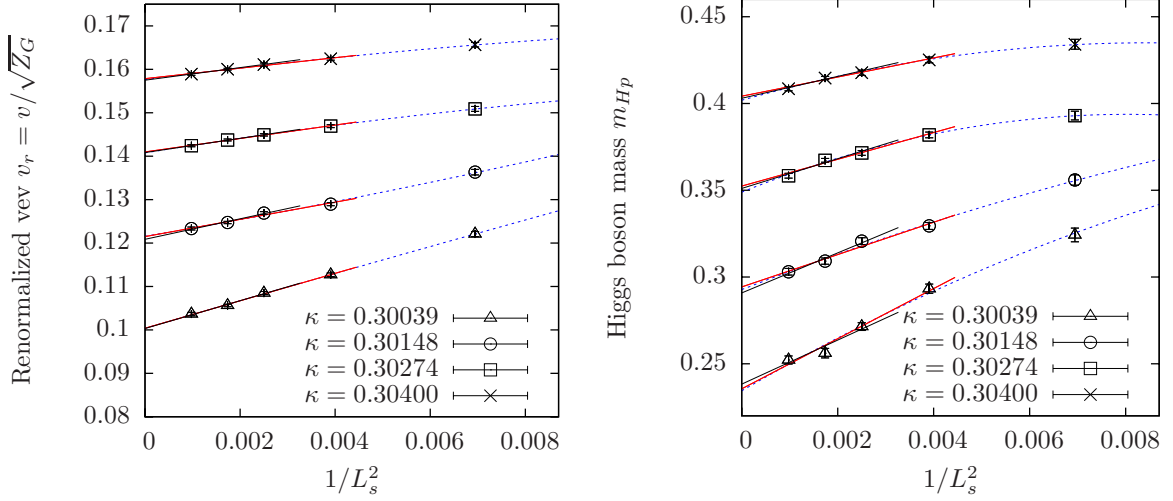 Renormalized vev $v_r = v/\sqrt{Z_G}$
0.17
0.16
0.15
0.14
0.13
0.12
0.11
0.1
0.09
0.08
κ = 0.30039
κ = 0.30148
κ = 0.30274
κ = 0.30400
0 0.002 0.004 0.006 0.008
$1/L_s^2$
Higgs boson mass $m_{Hp}$
0.45
0.4
0.35
0.3
0.25
κ = 0.30039
κ = 0.30148
κ = 0.30274
κ = 0.30400
0 0.002 0.004 0.006 0.008
$1/L_s^2$